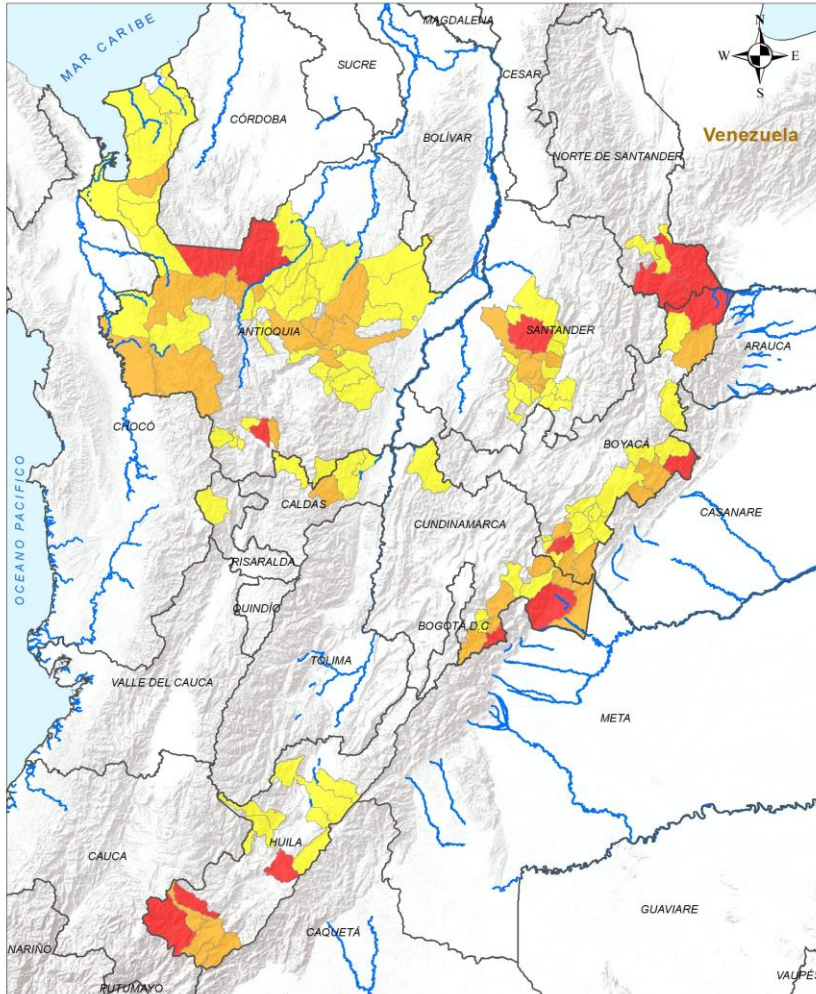 MAGDALENA
MAR CARIBE
N
W E
S
SUCRE
CESAR
CÓRDOBA
BOLÍVAR
Venezuela
NORTE DE SANTANDER
ANTIOQUIA
SANTANDER
ARAUCA
CHOCÓ
BOYACÁ
CALDAS
CASANARE
CUNDINAMARCA
OCEANO PACIFICO
RISARALDA
QUINDÍO
BOGOTÁ D.C
TOLIMA
VALLE DEL CAUCA
META
HUILA
CAUCA
GUAVIARE
CAQUETÁ
NARIÑO
PUTUMAYO
VAUPÉS